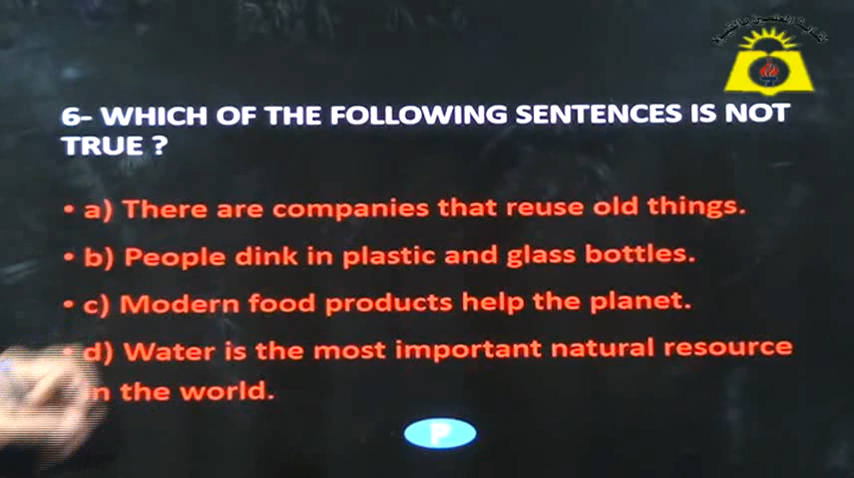 6- WHICH OF THE FOLLOWING SENTENCES IS NOT
TRUE ?
• a) There are companies that reuse old things.
• b) People dink in plastic and glass bottles.
• c) Modern food products help the planet.
• d) Water is the most important natural resource
in the world.
P